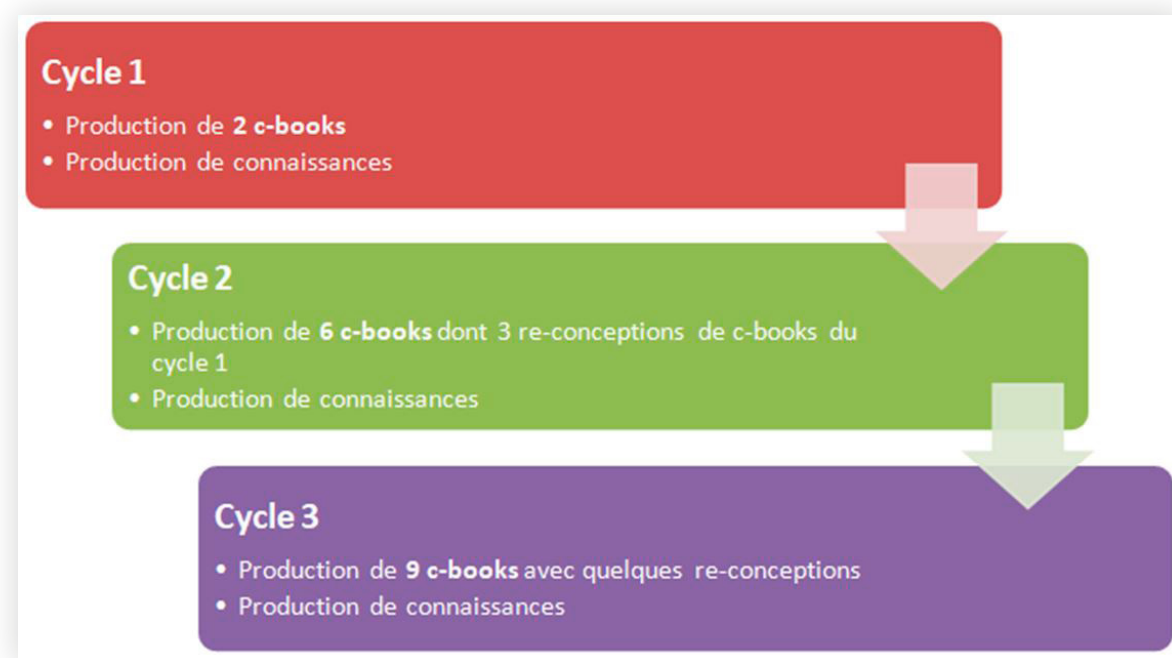 Cycle 1
• Production de 2 c-books
• Production de connaissances
Cycle 2
• Production de 6 c-books dont 3 re-conceptions de c-books du
cycle 1
• Production de connaissances
Cycle 3
• Production de 9 c-books avec quelques re-conceptions
• Production de connaissances